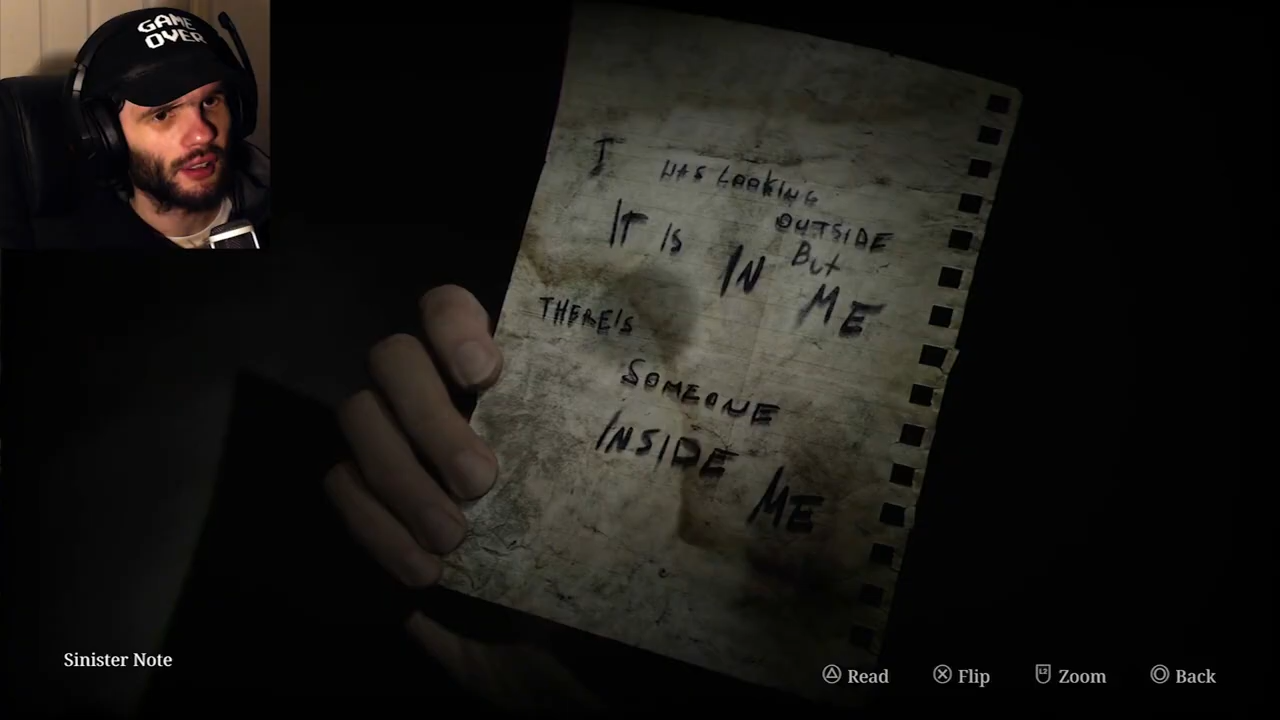 GAME
OVER
I WAS LOOKING
OUTSIDE
But
IT IS IN ME
THERE'S
SOMEONE
INSIDE ME
Sinister Note
Read
Flip
L2 Zoom
Back